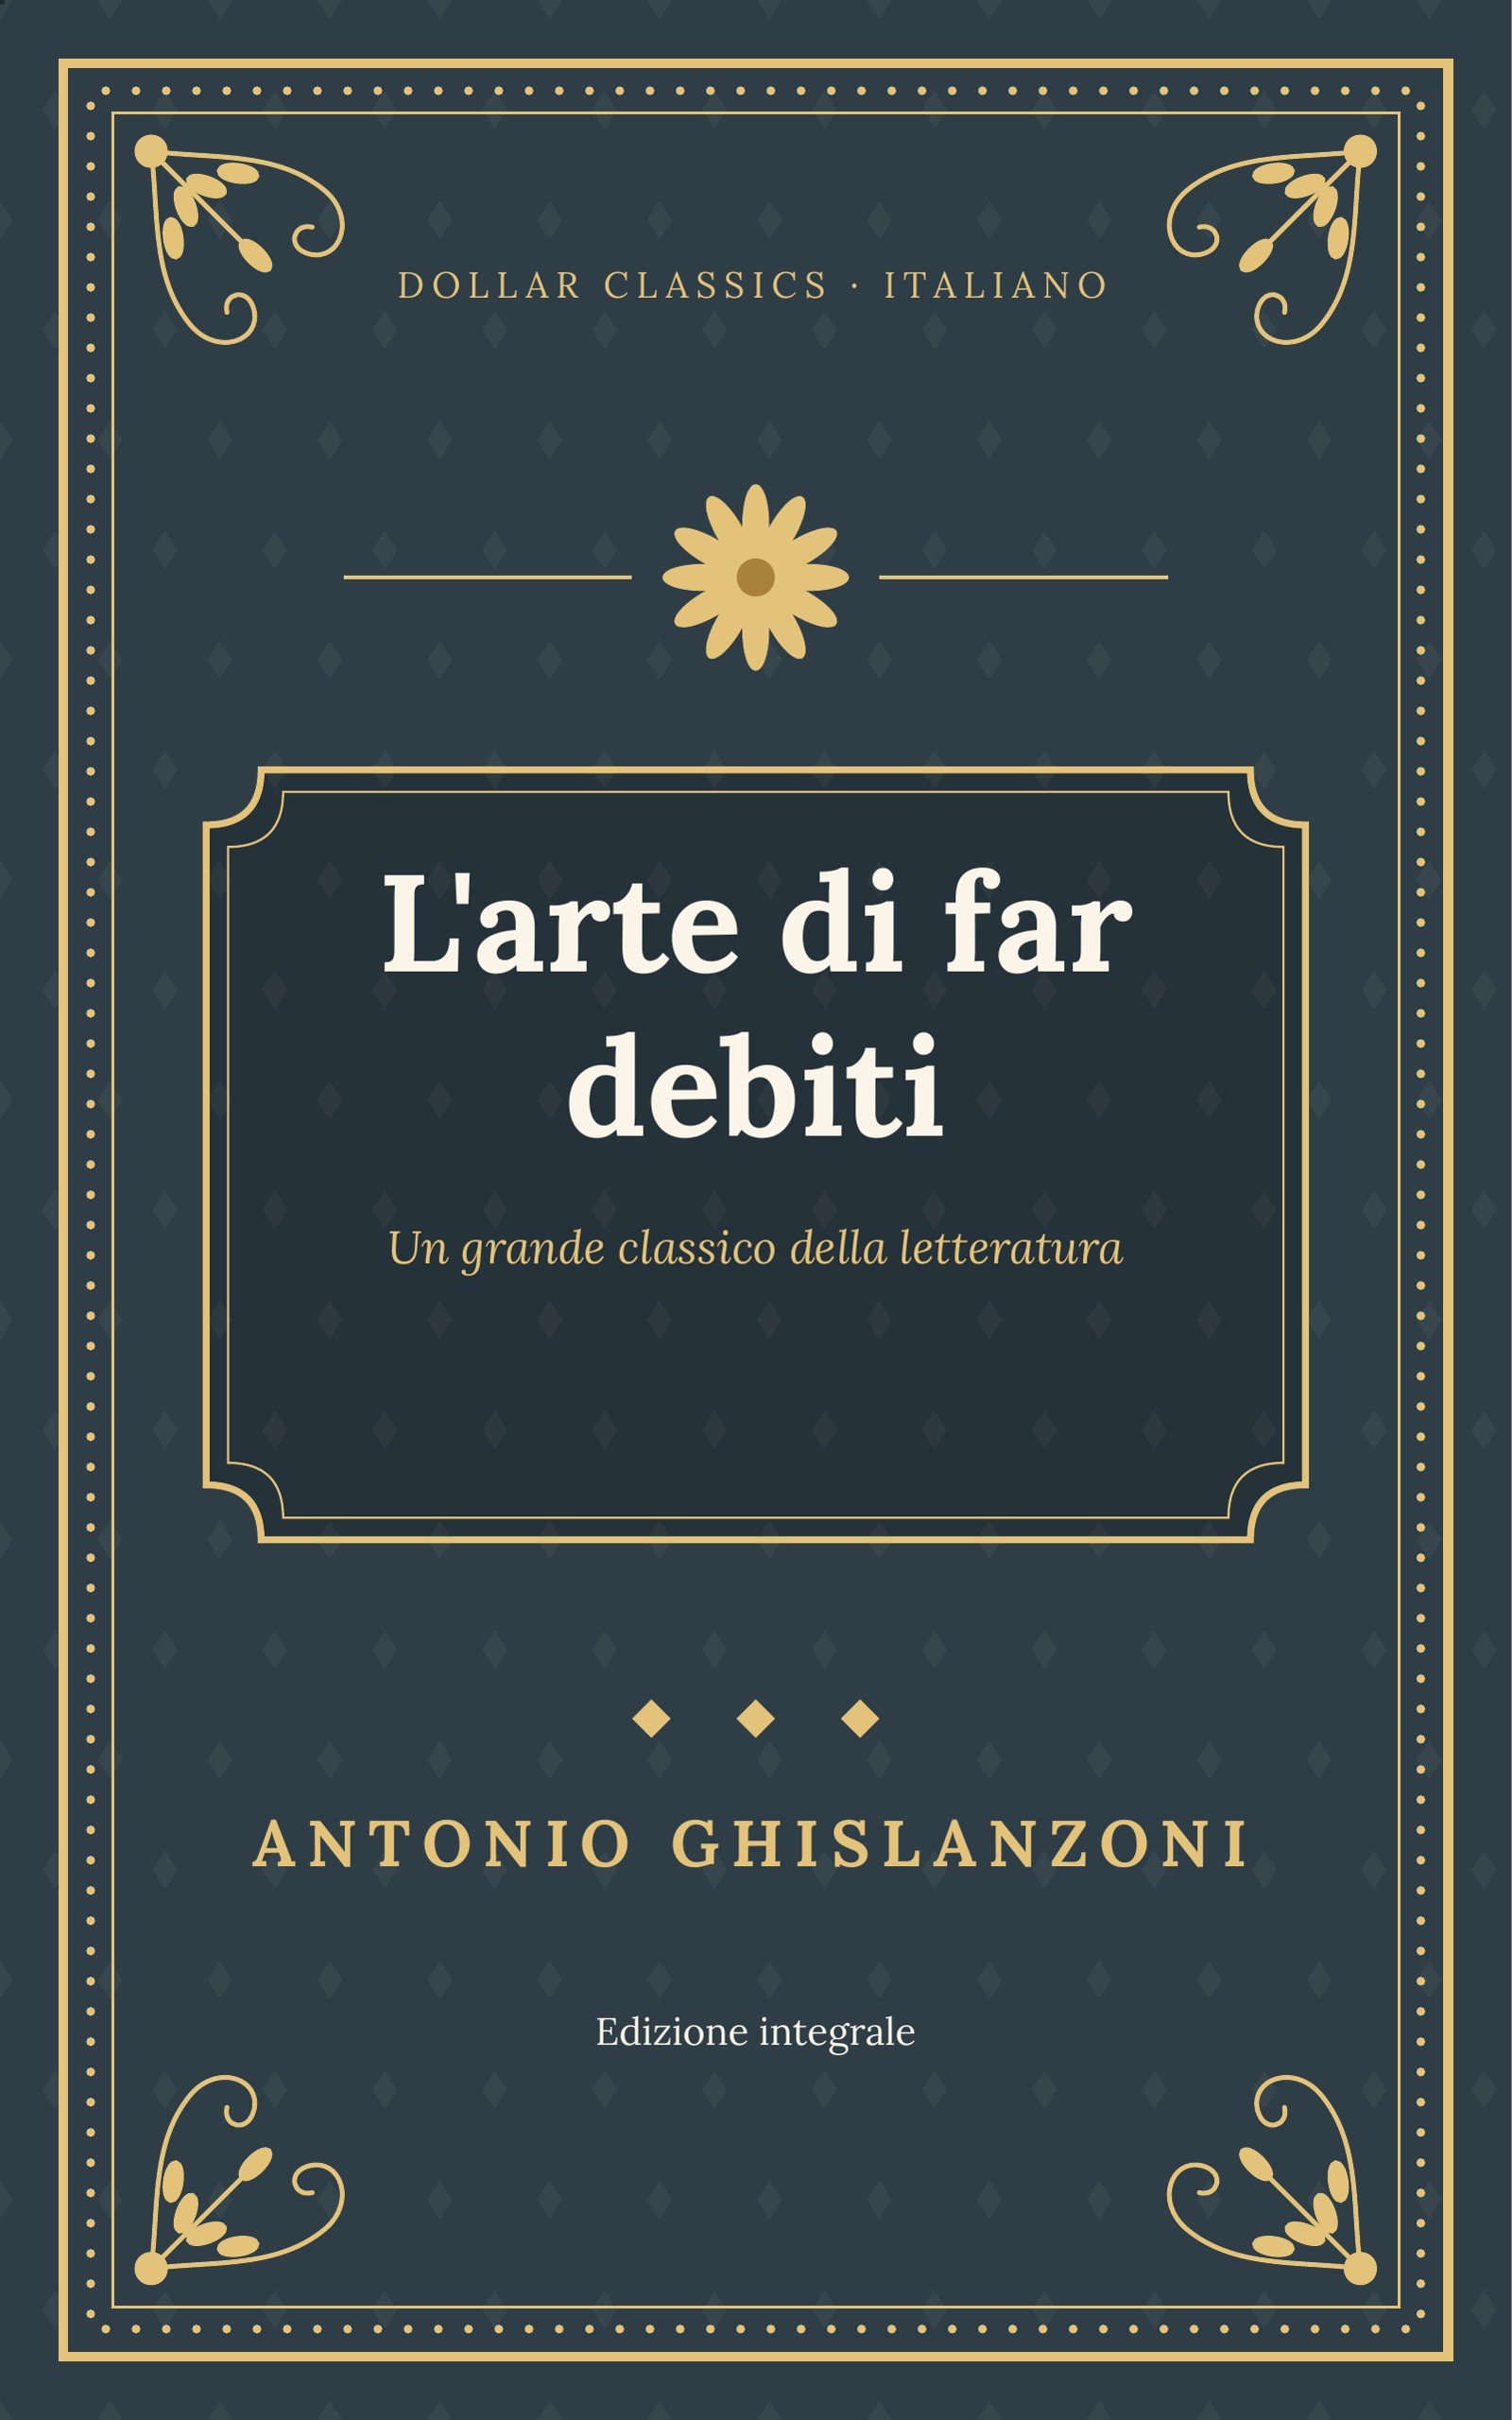 DOLLAR CLASSICS · ITALIANO
L'arte di far
debiti
Un grande classico della letteratura
ANTONIO GHISLANZONI
Edizione integrale